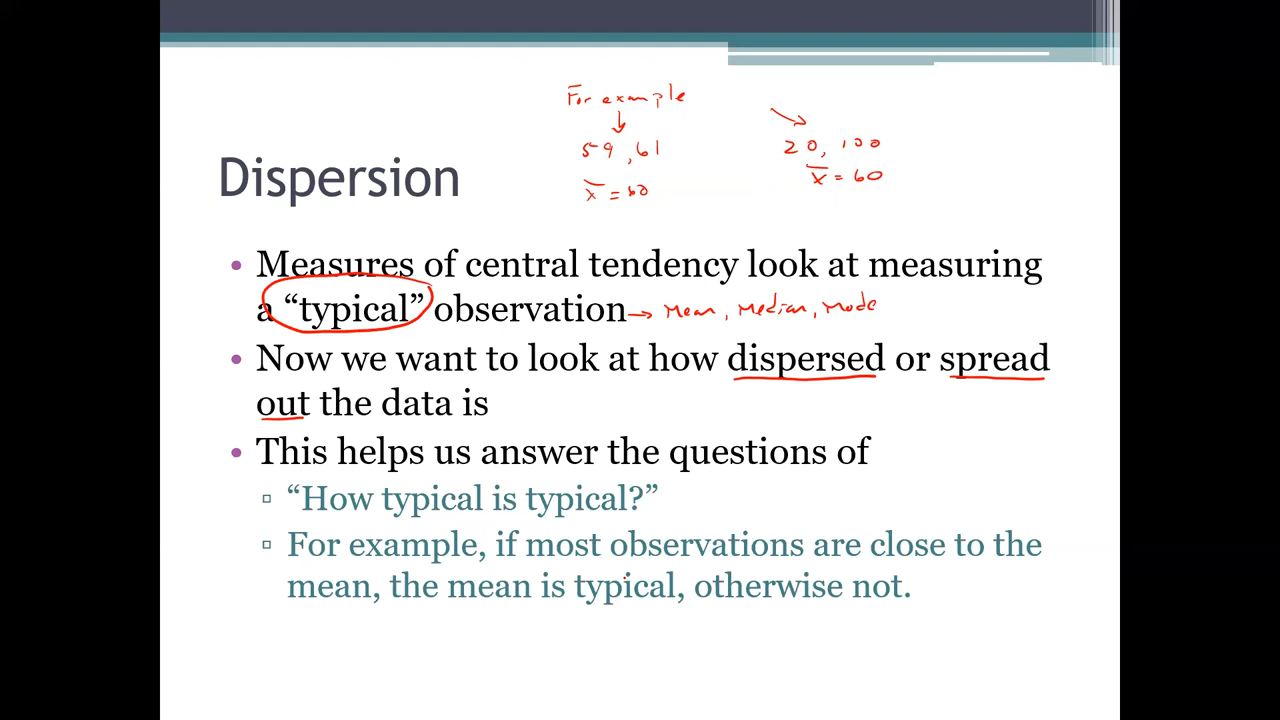 For example
59, 61
x̄ = 60
20, 100
x̄ = 60
Dispersion
• Measures of central tendency look at measuring
a “typical” observation → Mean, Median, Mode
• Now we want to look at how dispersed or spread
out the data is
• This helps us answer the questions of
▫ “How typical is typical?”
▫ For example, if most observations are close to the
mean, the mean is typical, otherwise not.